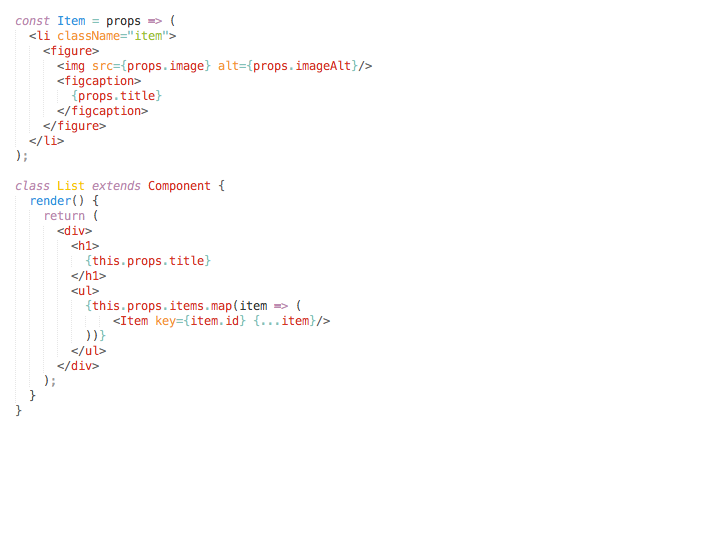 const Item = props => (
  <li className="item">
    <figure>
      <img src={props.image} alt={props.imageAlt}/>
      <figcaption>
        {props.title}
      </figcaption>
    </figure>
  </li>
);

class List extends Component {
  render() {
    return (
      <div>
        <h1>
          {this.props.title}
        </h1>
        <ul>
          {this.props.items.map(item => (
              <Item key={item.id} {...item}/>
          ))}
        </ul>
      </div>
    );
  }
}